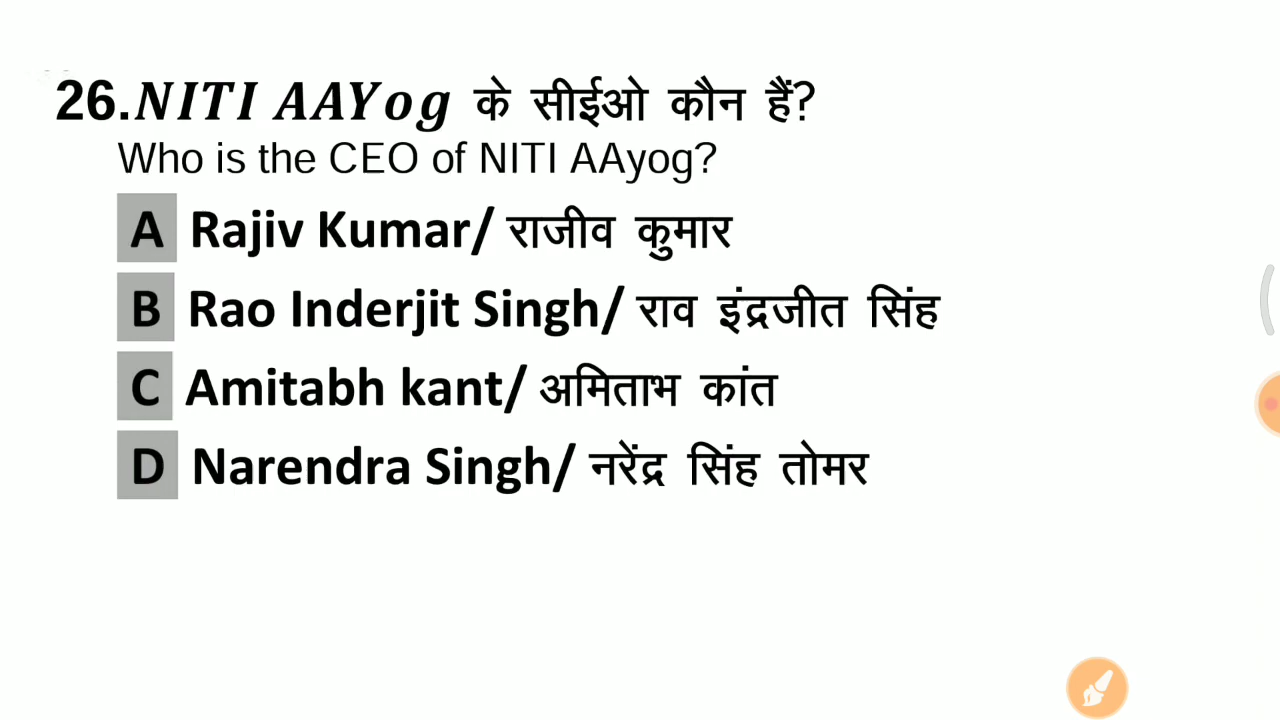 26.NITI AAYog के सीईओ कौन हैं?
Who is the CEO of NITI AAyog?
A Rajiv Kumar/ राजीव कुमार
B Rao Inderjit Singh/ राव इंद्रजीत सिंह
C Amitabh kant/ अमिताभ कांत
D Narendra Singh/ नरेंद्र सिंह तोमर